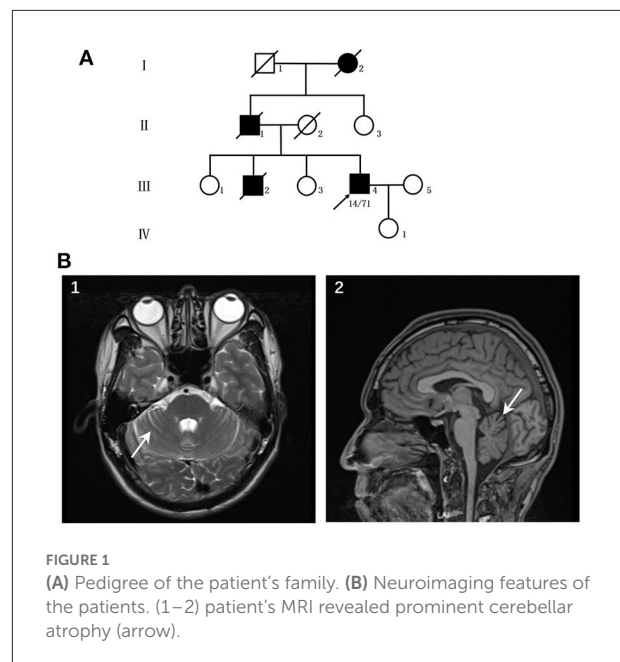 A
I
1
2
II
1
2
3
III
1
2
3
4
5
14/71
IV
1
B
1
2
LAI
FIGURE 1
(A) Pedigree of the patient's family. (B) Neuroimaging features of
the patients. (1–2) patient's MRI revealed prominent cerebellar
atrophy (arrow).